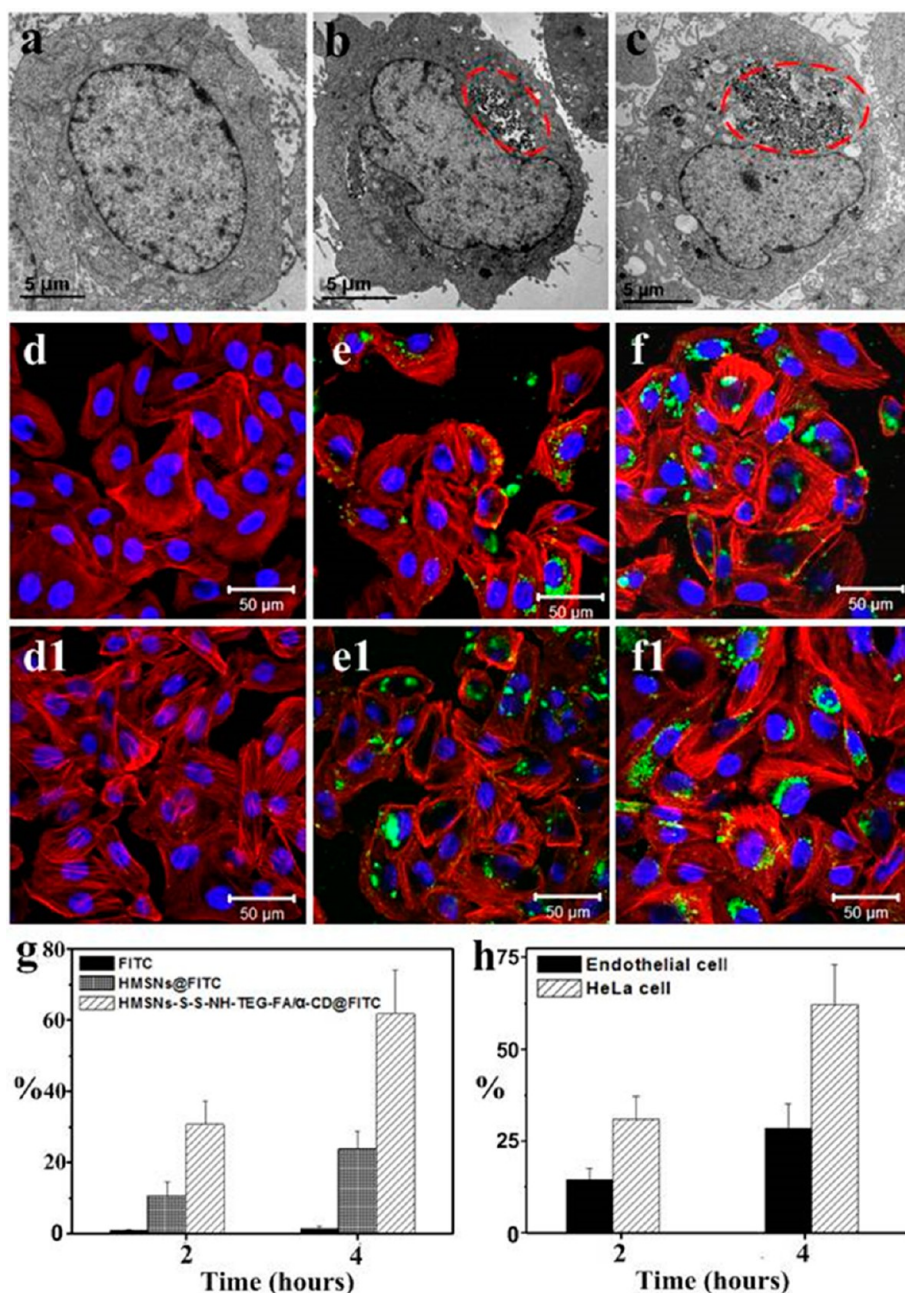 a
b
c
5 µm
5 µm
5 µm
d
e
f
50 µm
50 µm
50 µm
d1
e1
f1
50 µm
50 µm
50 µm
g
80
60
40
20
0
%
FITC
HMSNs@FITC
HMSNs-S-S-NH-TEG-FA/α-CD@FITC
2
4
Time (hours)
h
75
50
25
0
%
Endothelial cell
HeLa cell
2
4
Time (hours)